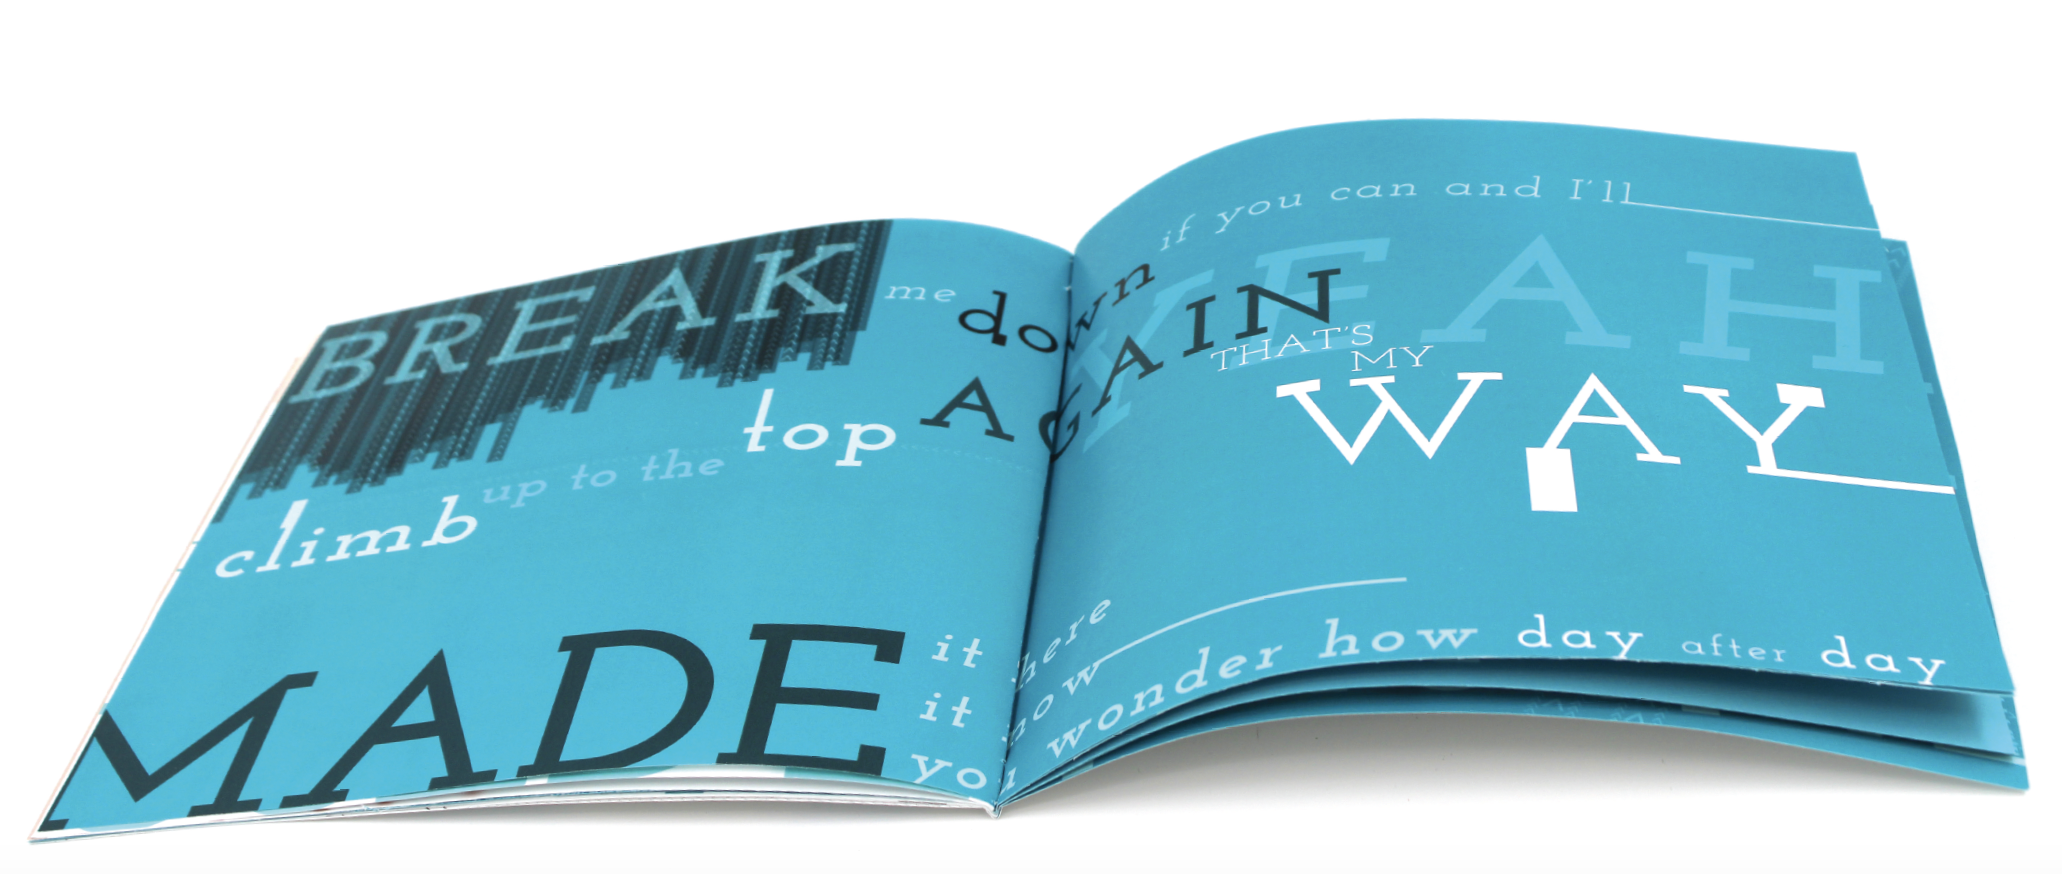 BREAK me down if you can and I'll
climb up to the top AGAIN
YEAH
THAT'S
MY
WAY
MADE
it here
it now
you wonder how day after day